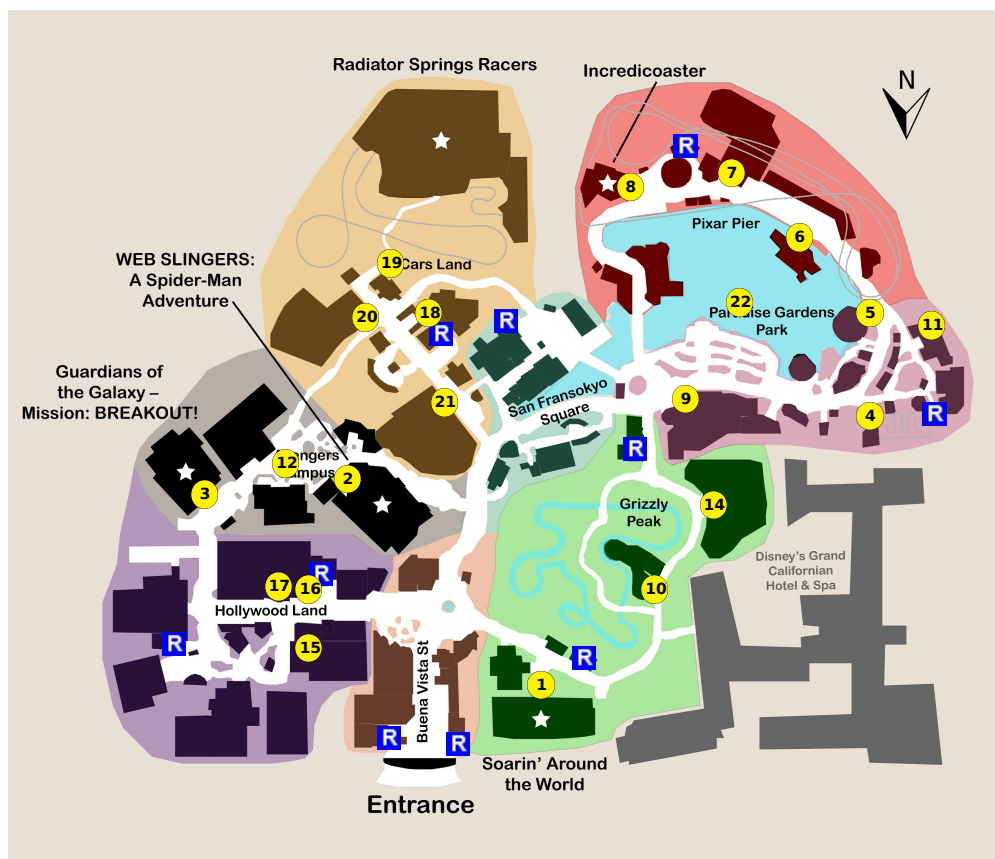 Radiator Springs Racers
Incredicoaster
N
R
7
8
Pixar Pier
6
WEB SLINGERS:
A Spider-Man
Adventure
19
Cars Land
22
Paradise Gardens
Park
18
20
R
R
5
11
Guardians of
the Galaxy –
Mission: BREAKOUT!
21
San Fransokyo
Square
9
4
R
R
12
Avengers
Campus
2
3
14
Grizzly
Peak
Disney's Grand
Californian
Hotel & Spa
R
17
16
10
Hollywood Land
R
15
R
Buena Vista St
1
R
R
Soarin' Around
the World
Entrance